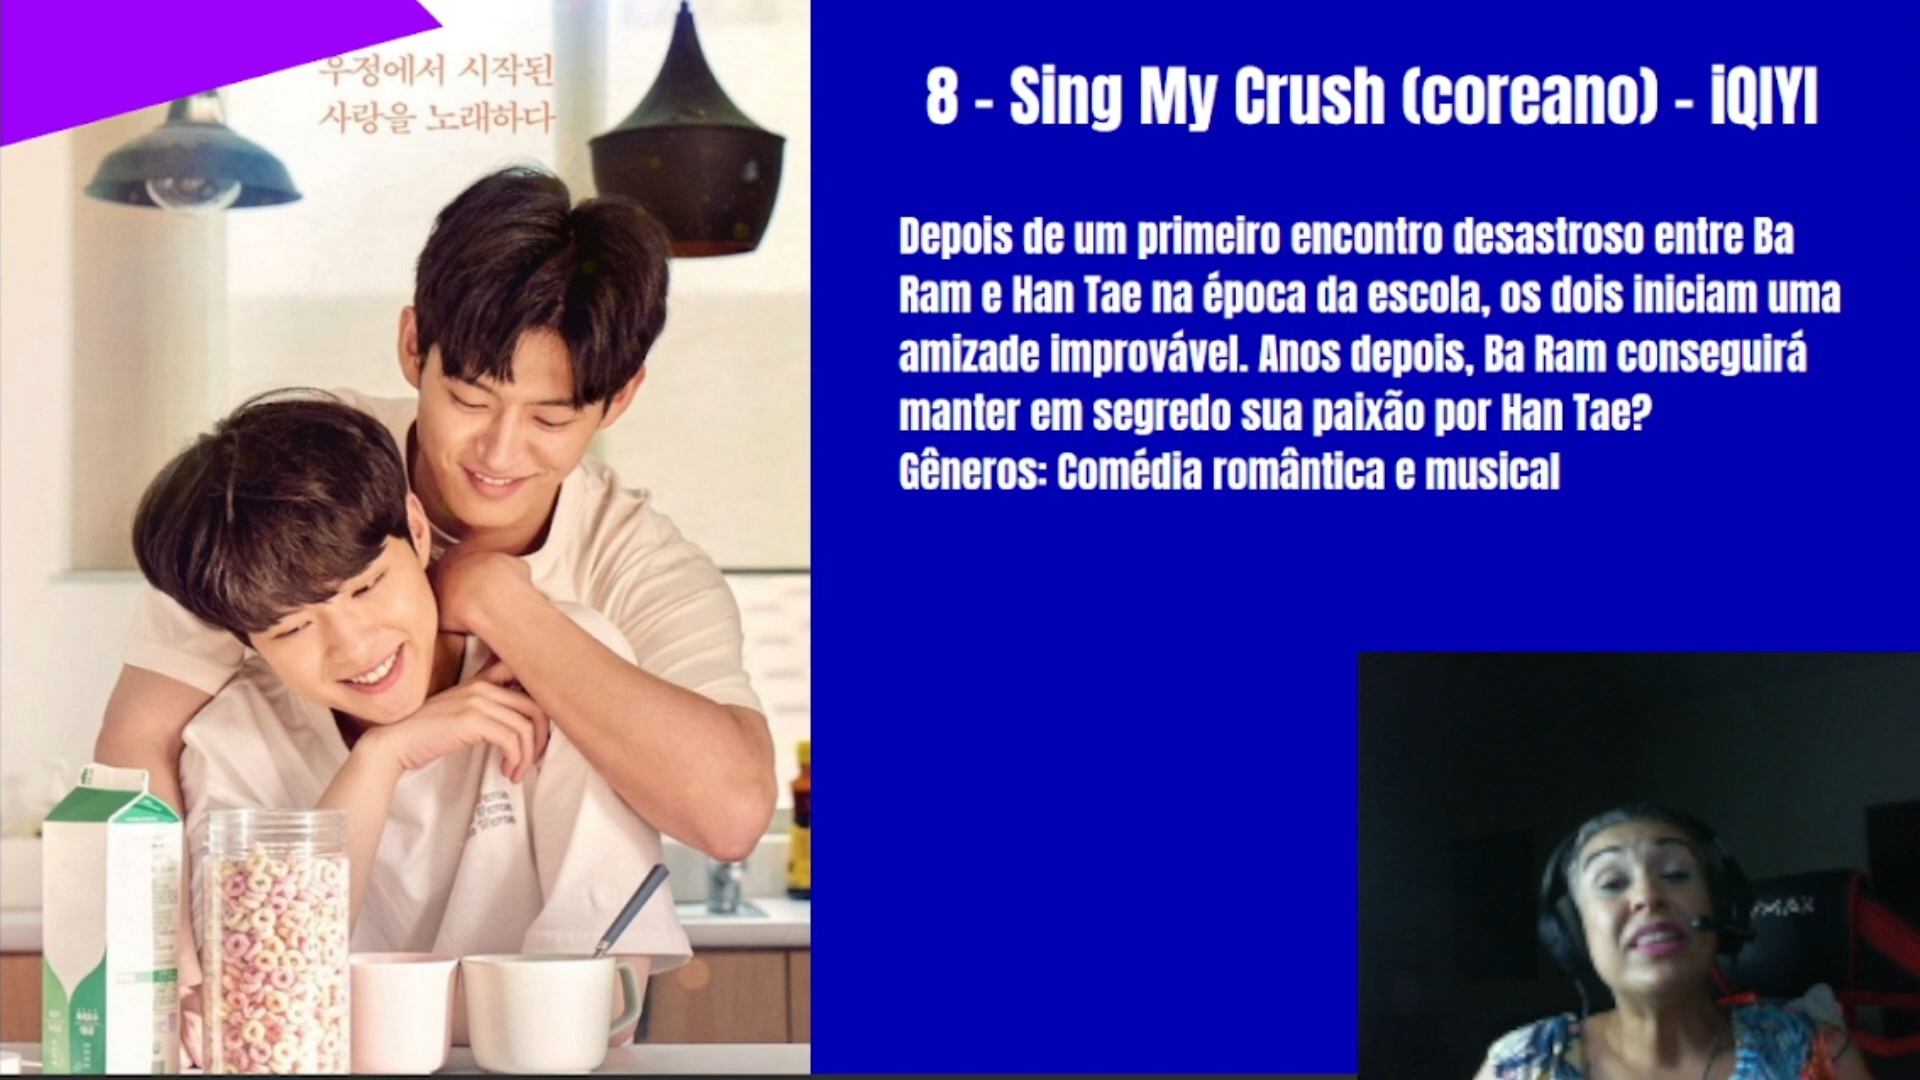 우정에서 시작된
사랑을 노래하다
8 - Sing My Crush (coreano) - iQIYI
Depois de um primeiro encontro desastroso entre Ba
Ram e Han Tae na época da escola, os dois iniciam uma
amizade improvável. Anos depois, Ba Ram conseguirá
manter em segredo sua paixão por Han Tae?
Gêneros: Comédia romântica e musical